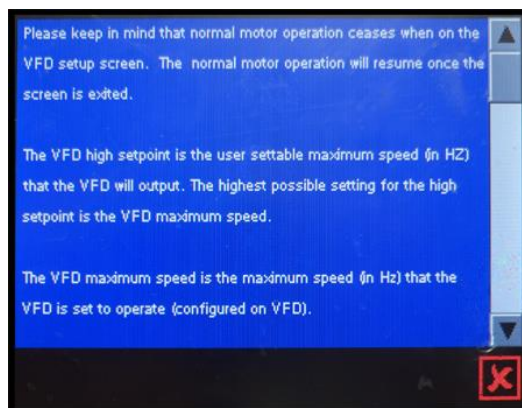 Please keep in mind that normal motor operation ceases when on the
VFD setup screen. The normal motor operation will resume once the
screen is exited.
The VFD high setpoint is the user settable maximum speed (in HZ)
that the VFD will output. The highest possible setting for the high
setpoint is the VFD maximum speed.
The VFD maximum speed is the maximum speed (in Hz) that the
VFD is set to operate (configured on VFD).